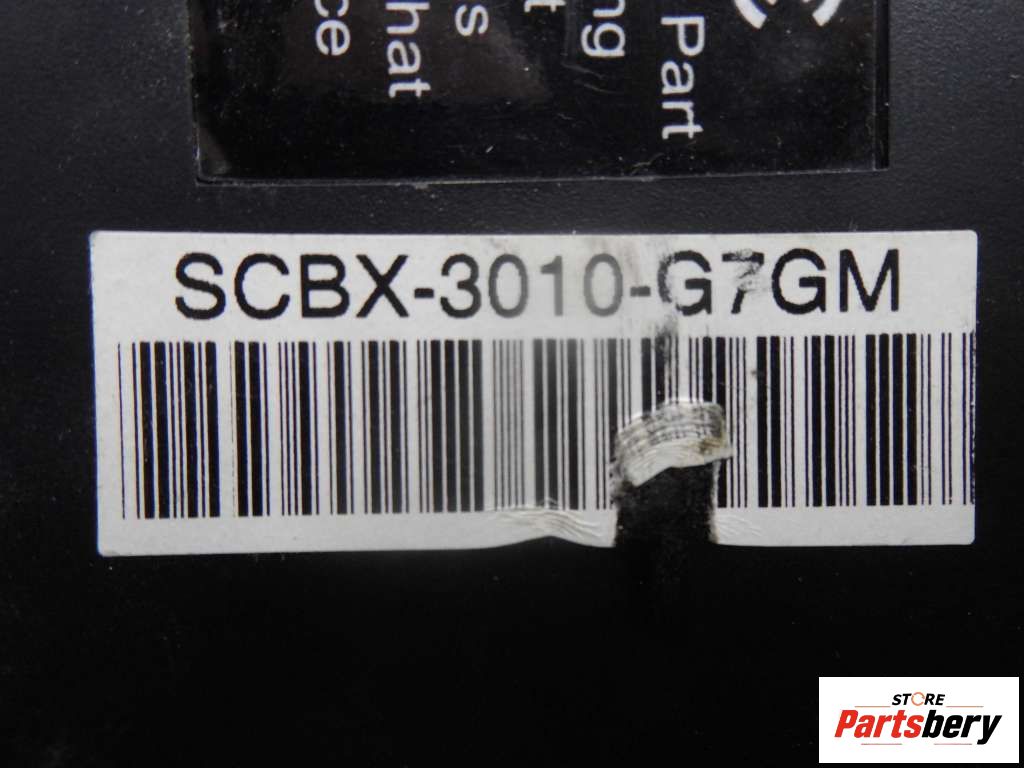 Part
ng
t
s
hat
ce
SCBX-3010-G7GM
STORE
Partsbery